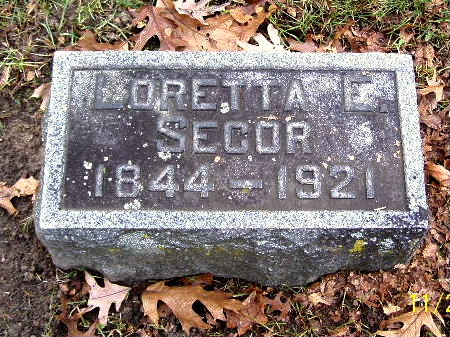 LORETTA E.
SECOR
1844 – 1921